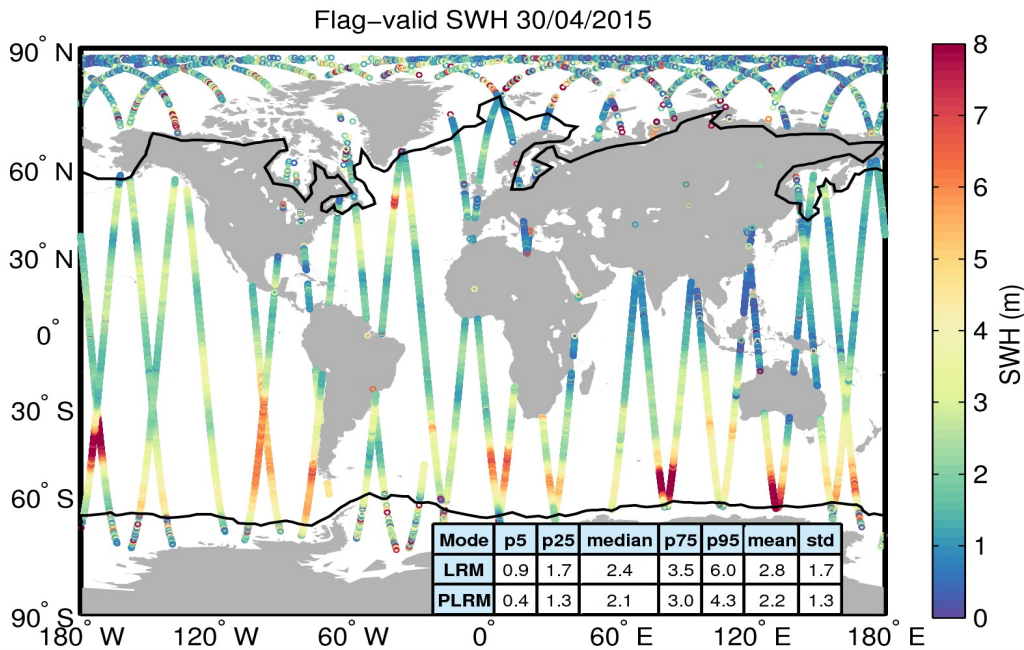 Flag−valid SWH 30/04/2015
90° N
60° N
30° N
0°
30° S
60° S
90° S
180° W
120° W
60° W
0°
60° E
120° E
180° E
8
7
6
5
4
3
2
1
0
SWH (m)
Mode p5 p25 median p75 p95 mean std
LRM 0.9 1.7 2.4 3.5 6.0 2.8 1.7
PLRM 0.4 1.3 2.1 3.0 4.3 2.2 1.3